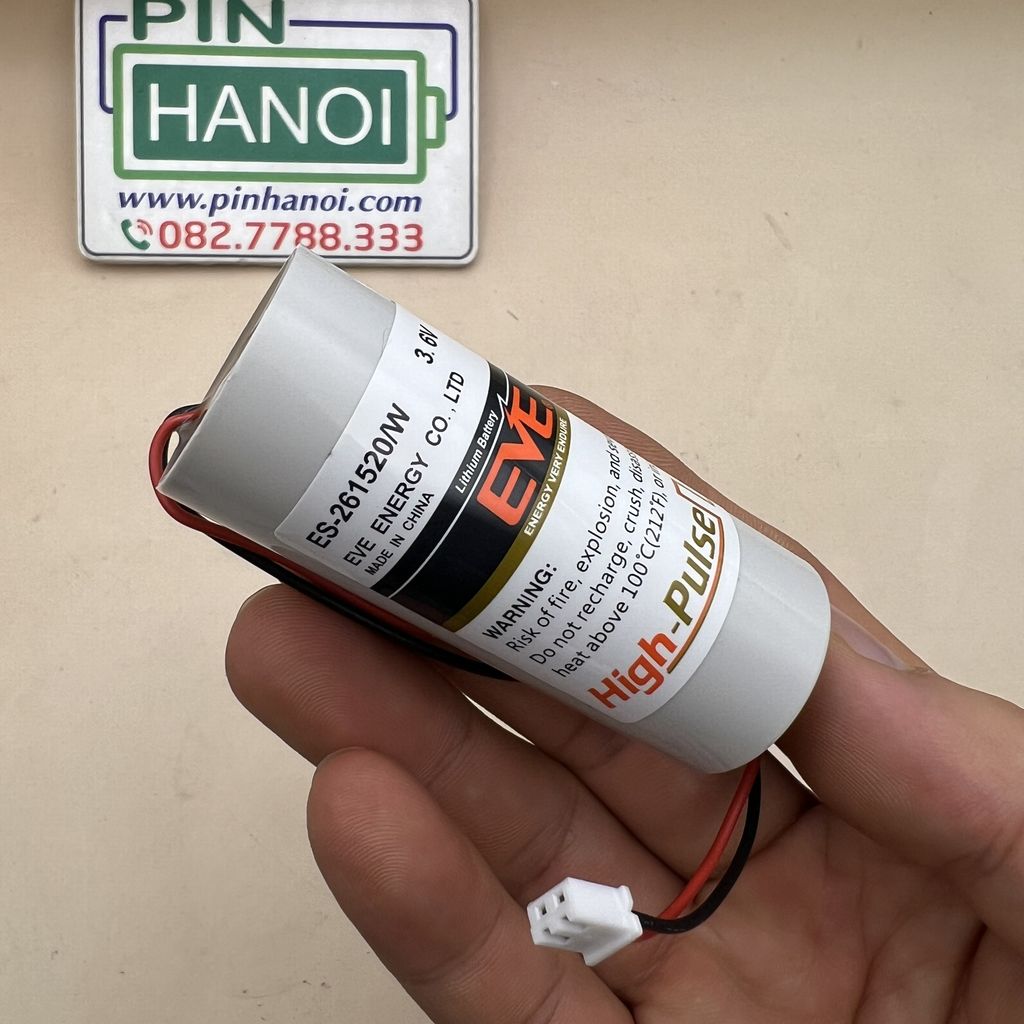 PIN
HANOI
www.pinhanoi.com
082.7788.333
ES-261520/W 3.6V
EVE ENERGY CO., LTD
MADE IN CHINA
Lithium Battery
EVE
ENERGY VERY ENDURE
WARNING:
Risk of fire, explosion, and
Do not recharge, crush,
heat above 100°C(212°F), or
High-Pulse